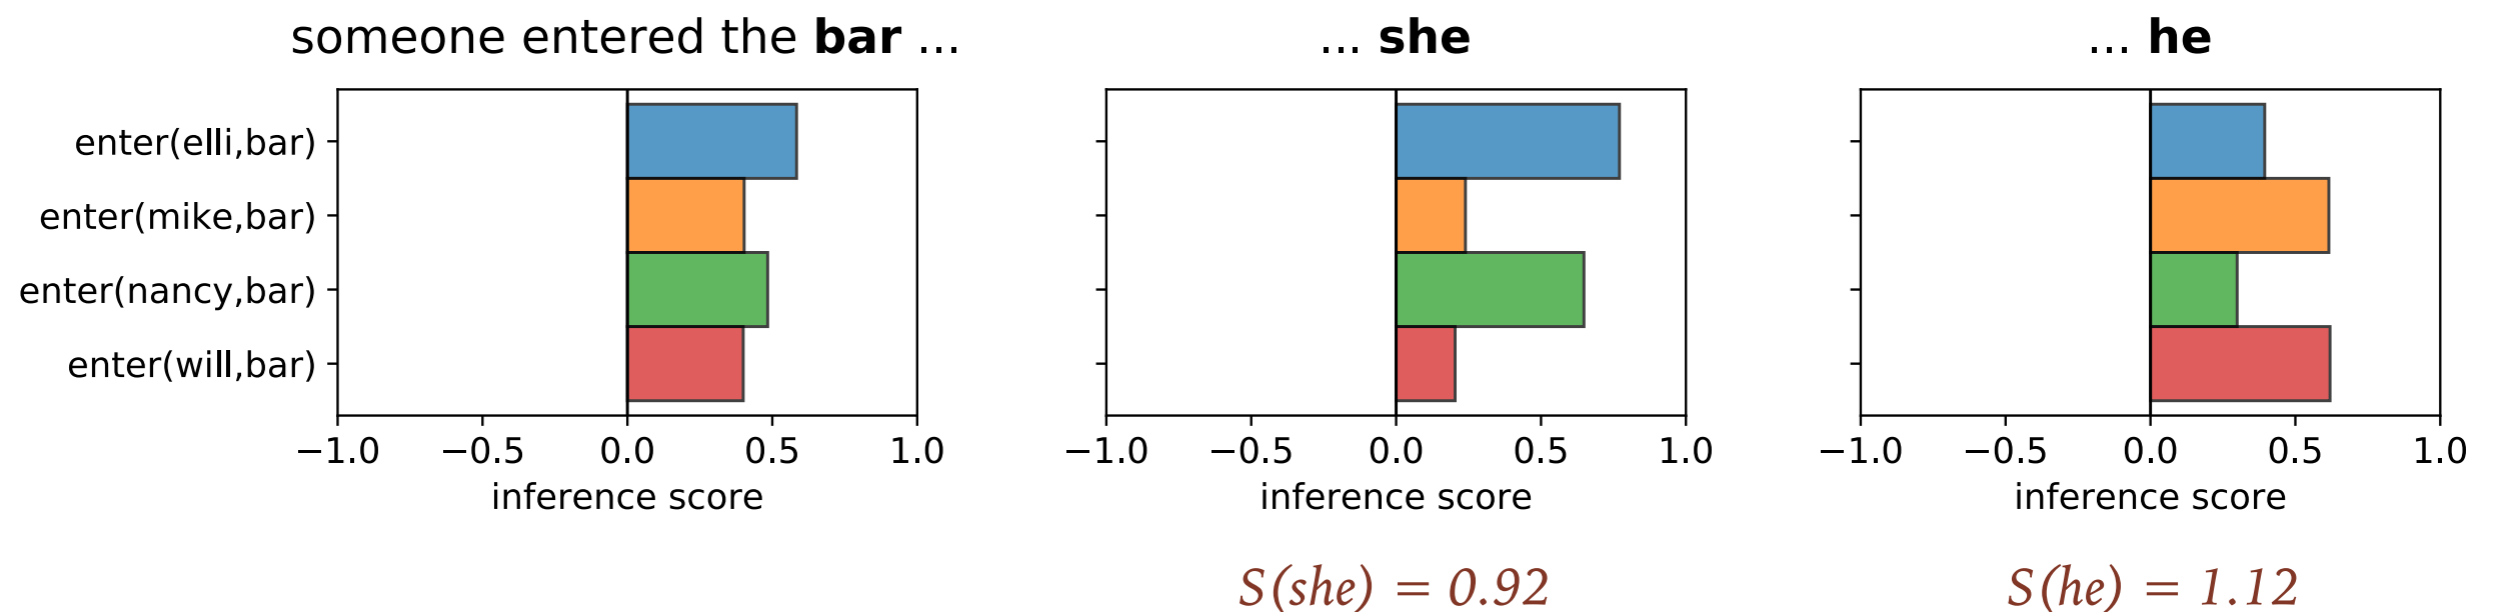 someone entered the bar ...
... she
... he
enter(elli,bar)
enter(mike,bar)
enter(nancy,bar)
enter(will,bar)
−1.0 −0.5 0.0 0.5 1.0
−1.0 −0.5 0.0 0.5 1.0
−1.0 −0.5 0.0 0.5 1.0
inference score
inference score
inference score
S(she) = 0.92
S(he) = 1.12